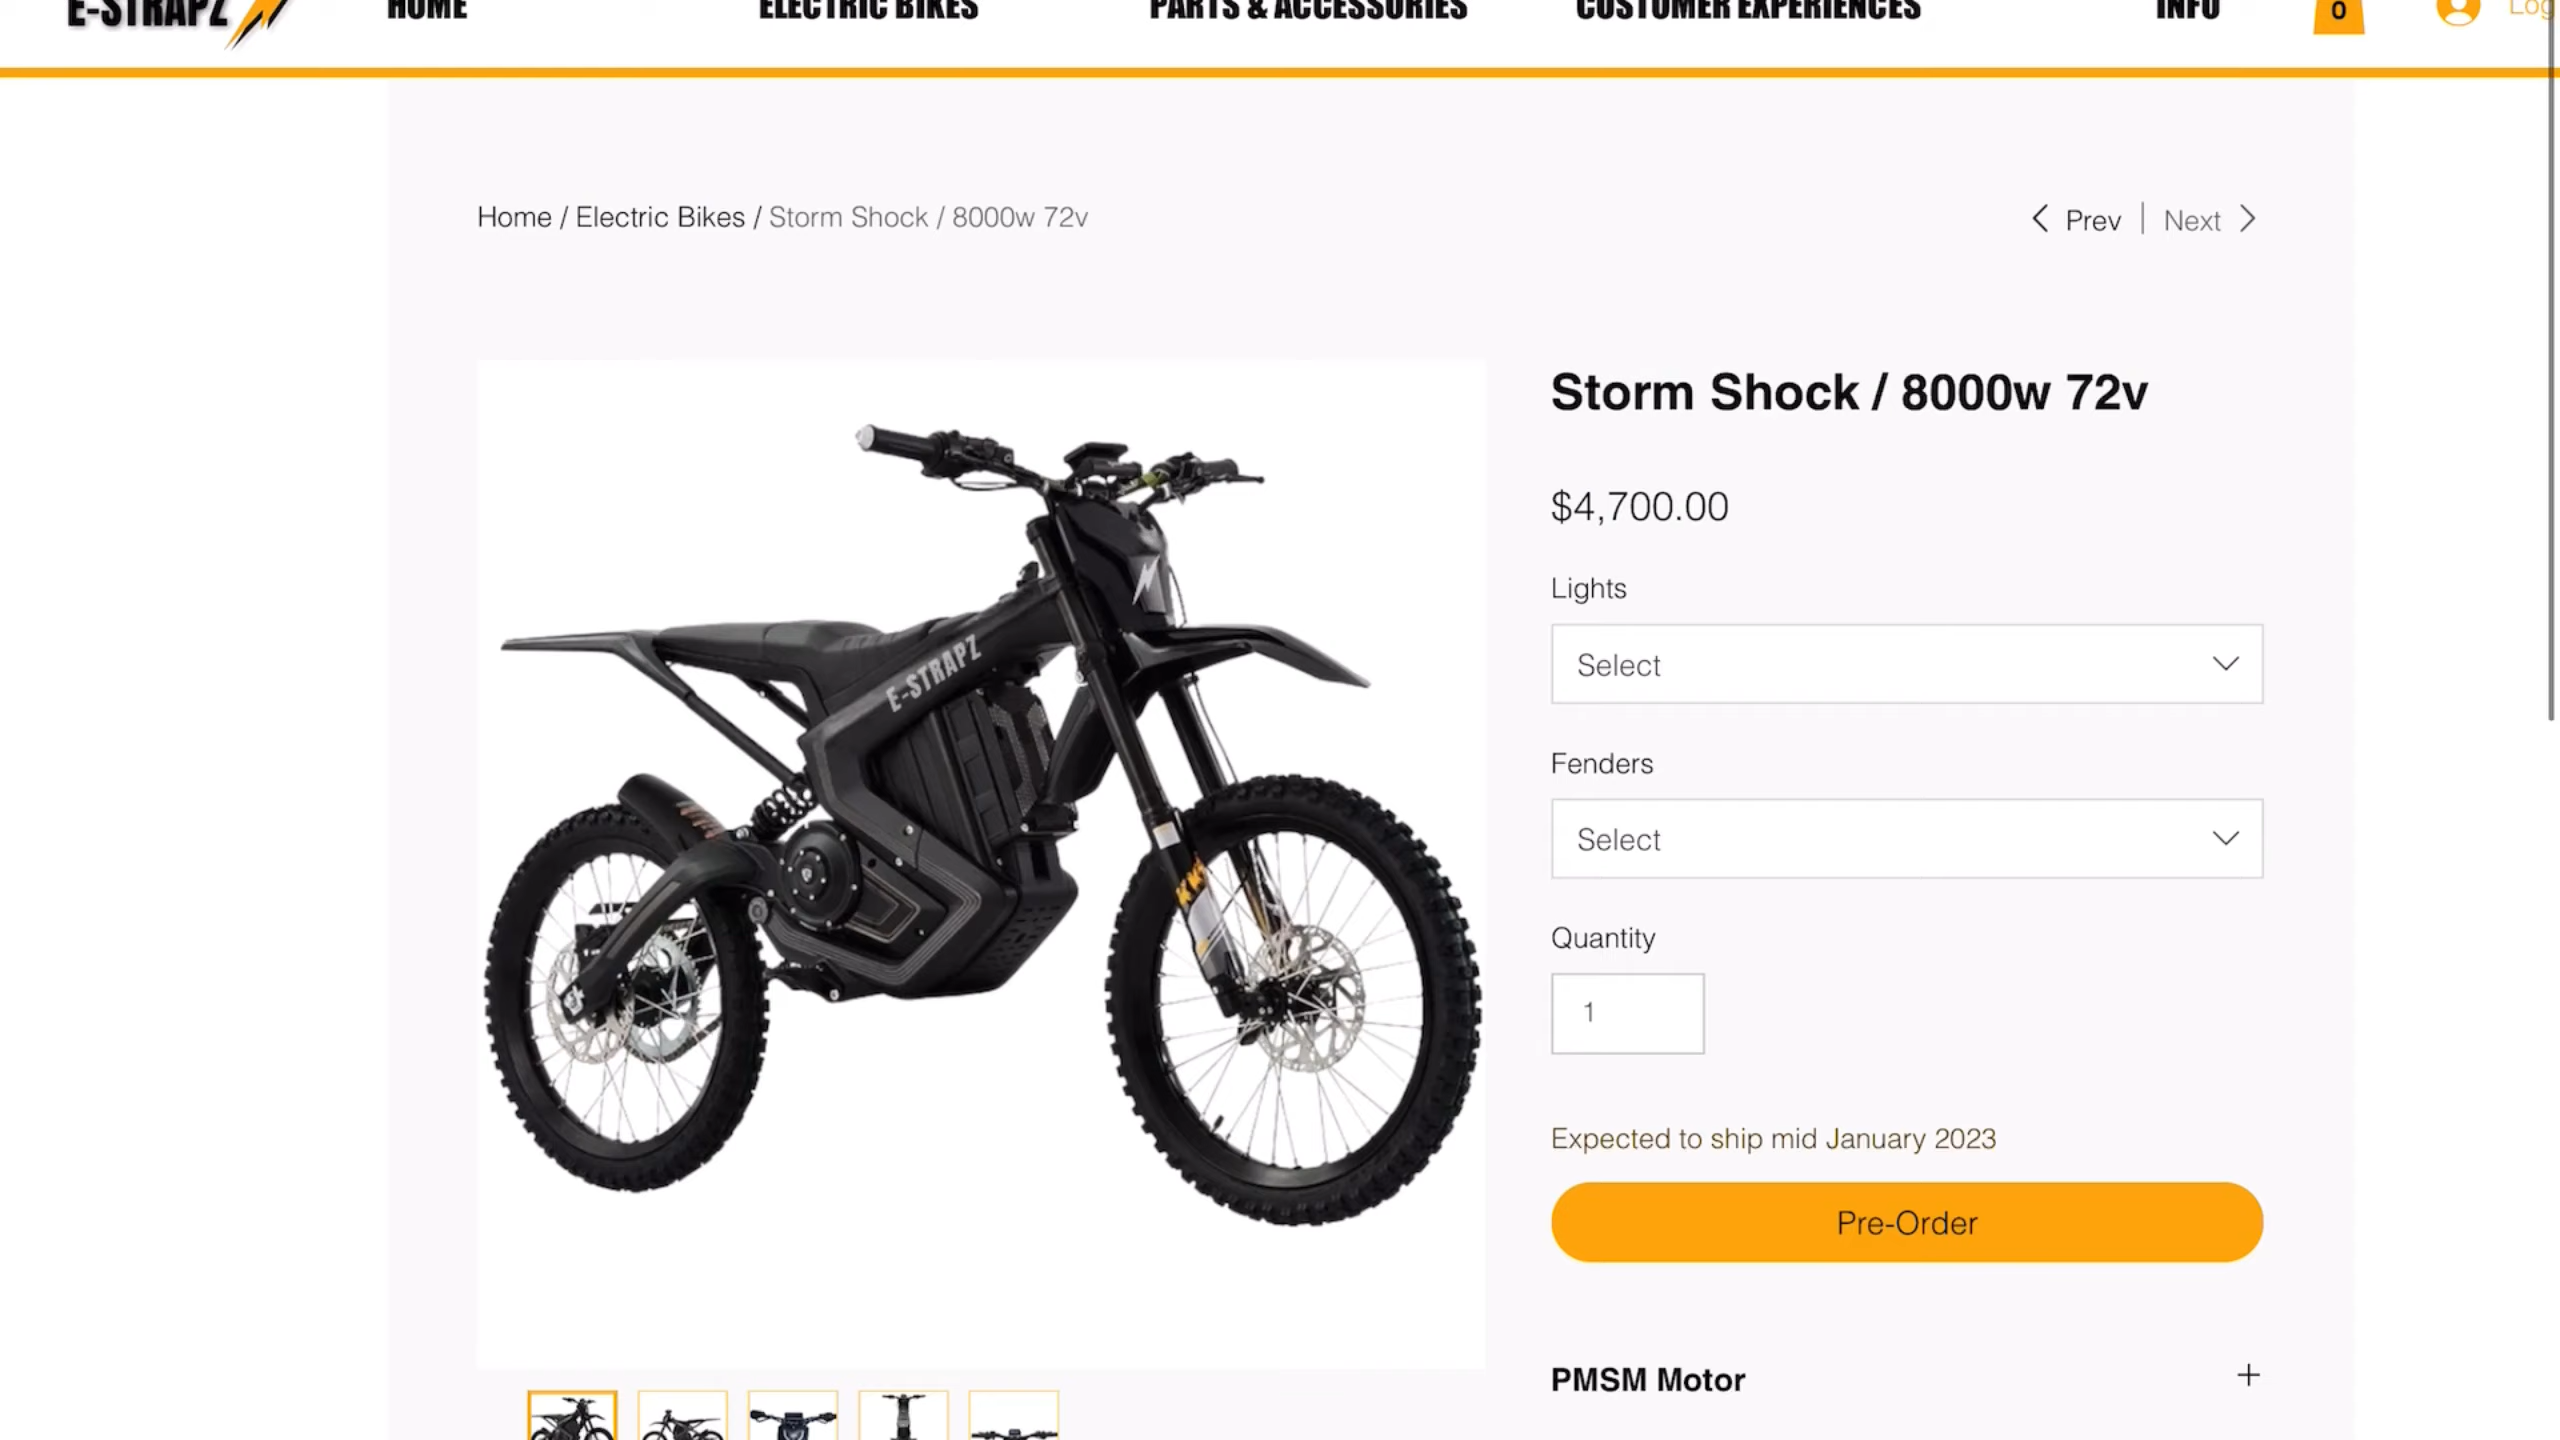 E-STRAPZ
HOME
ELECTRIC BIKES
PARTS & ACCESSORIES
CUSTOMER EXPERIENCES
INFO
0
Log
Home / Electric Bikes / Storm Shock / 8000w 72v
Prev | Next
E-STRAPZ
Storm Shock / 8000w 72v
$4,700.00
Lights
Select
Fenders
Select
Quantity
1
Expected to ship mid January 2023
Pre-Order
PMSM Motor